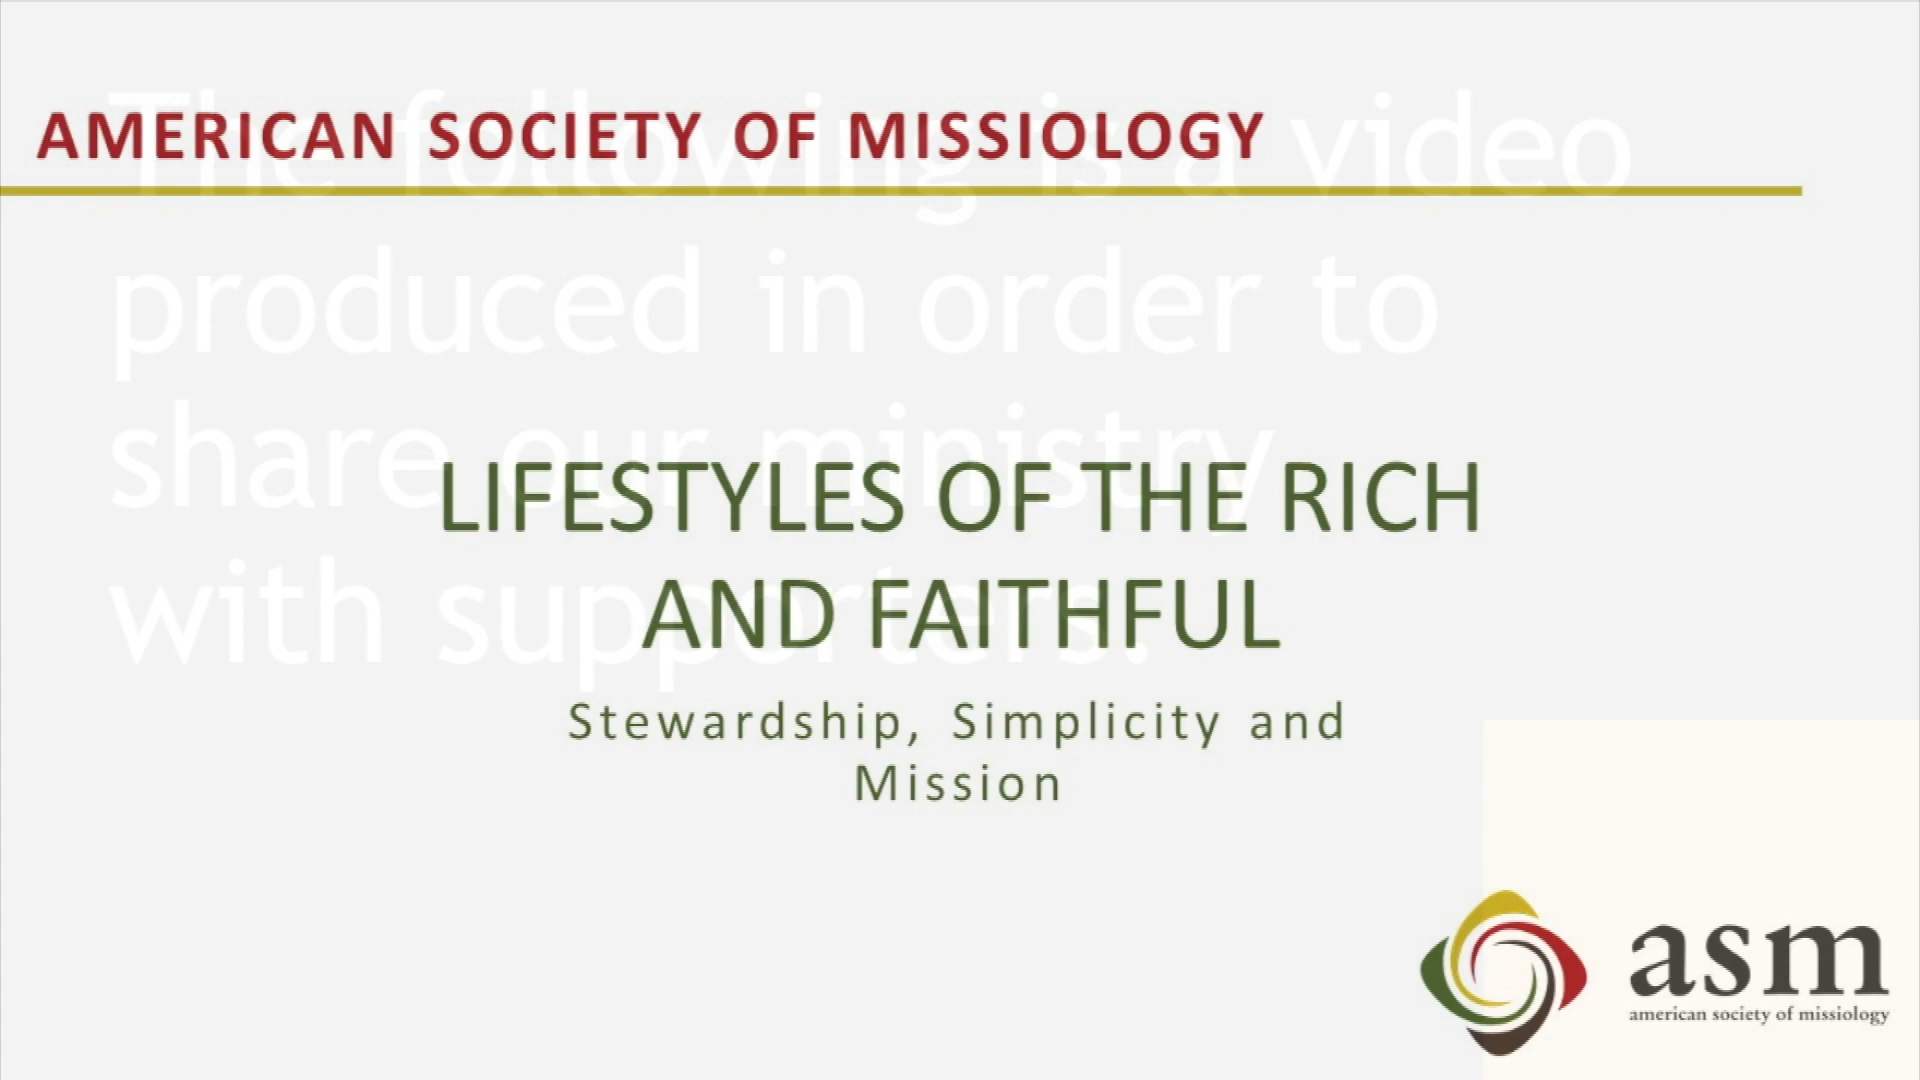 AMERICAN SOCIETY OF MISSIOLOGY
The following is a video
produced in order to
share our ministry
with supporters.
LIFESTYLES OF THE RICH
AND FAITHFUL
Stewardship, Simplicity and
Mission
asm
american society of missiology